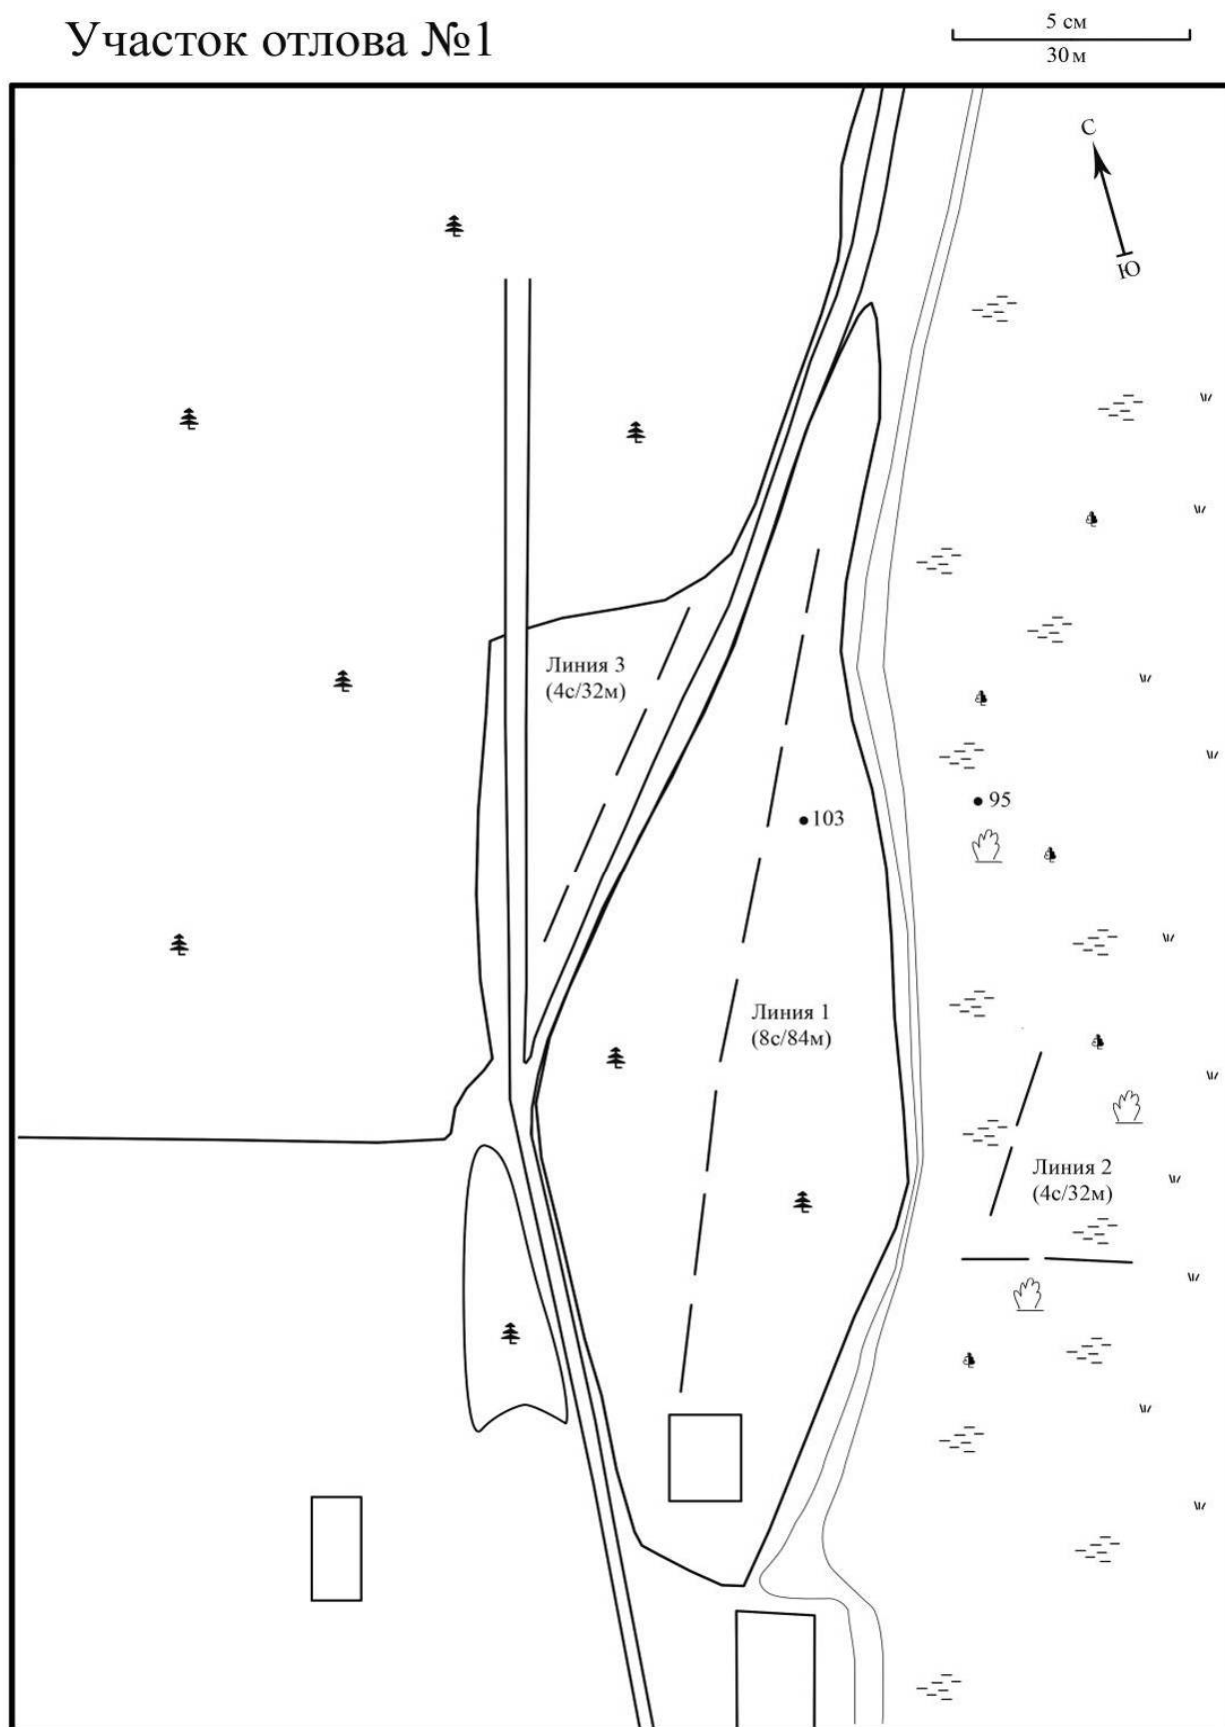 Участок отлова №1
5 см
30 м
С
Ю
Линия 3
(4с/32м)
95
103
Линия 1
(8с/84м)
Линия 2
(4с/32м)